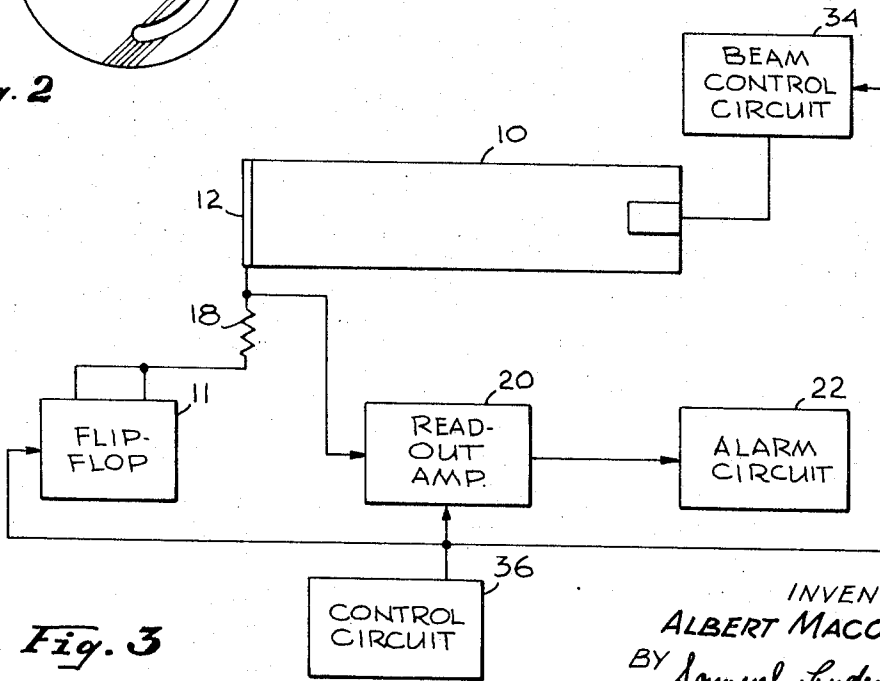 g. 2
34
BEAM
CONTROL
CIRCUIT
10
12
18
11
FLIP-
FLOP
20
READ-
OUT
AMP.
22
ALARM
CIRCUIT
36
CONTROL
CIRCUIT
Fig. 3
INVEN
ALBERT MACO
BY